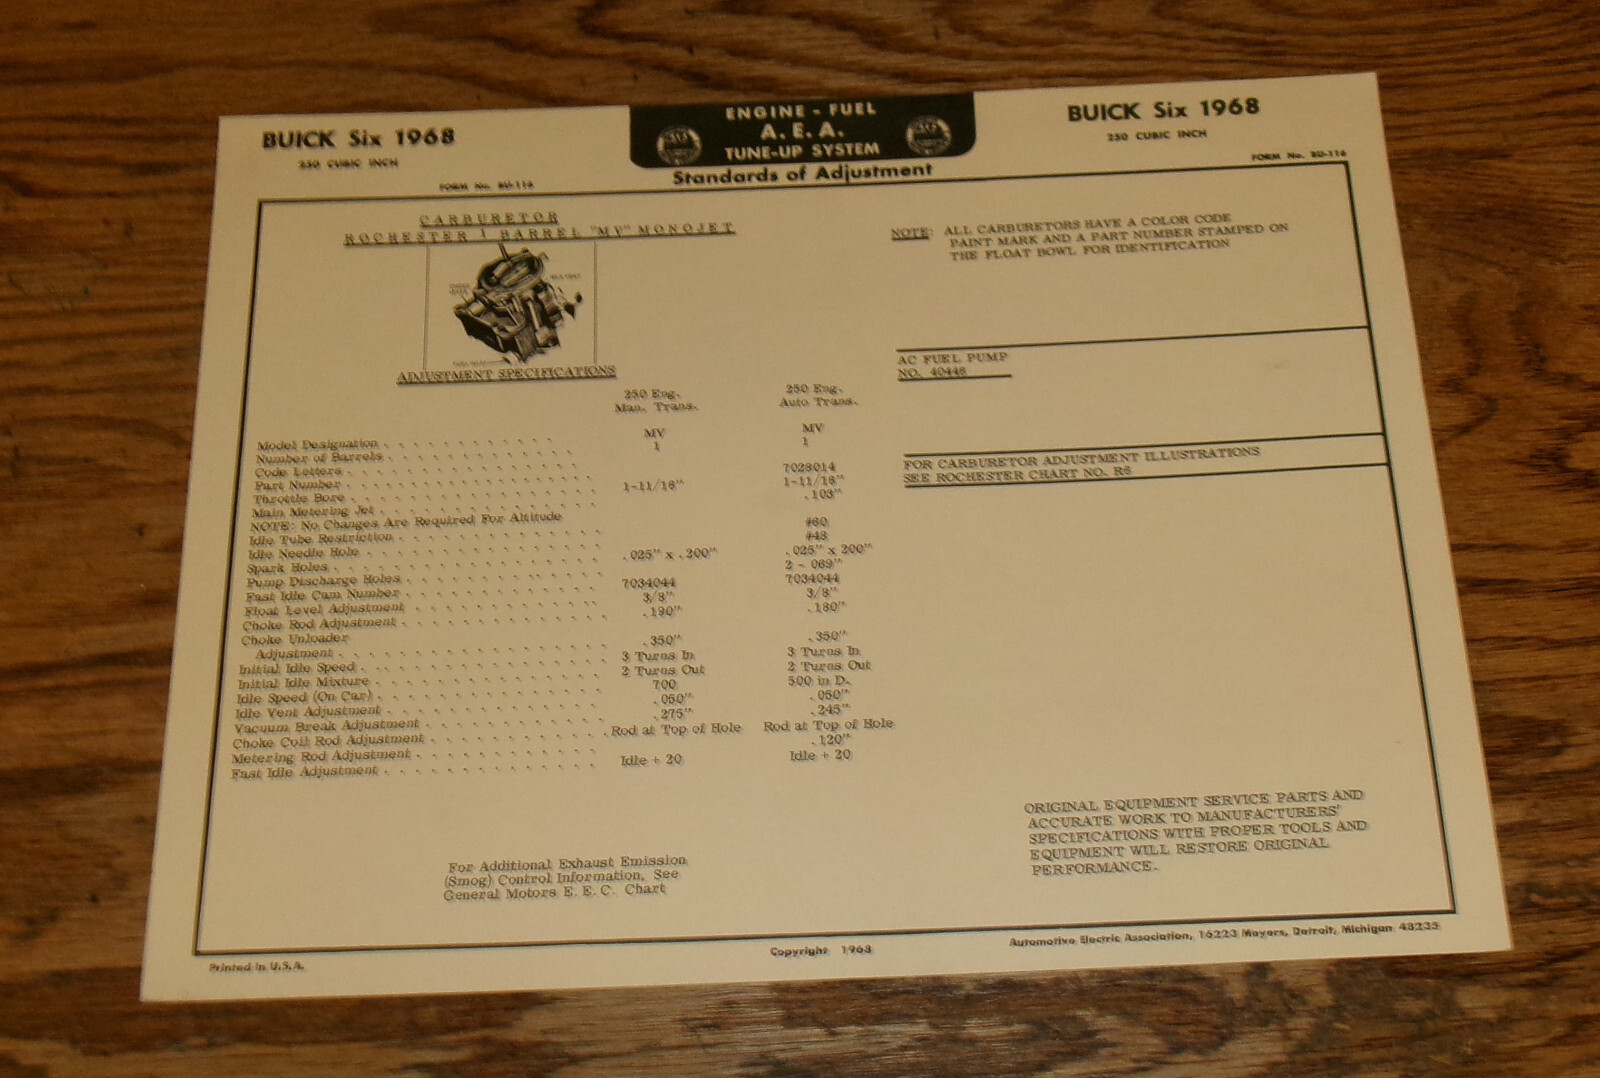 BUICK Six 1968
250 CUBIC INCH
FORM No. BU-116
ENGINE - FUEL
A. E. A.
TUNE-UP SYSTEM
Standards of Adjustment
BUICK Six 1968
250 CUBIC INCH
FORM No. BU-116
CARBURETOR
ROCHESTER 1 BARREL "MV" MONOJET
ADJUSTMENT SPECIFICATIONS
250 Eng. 250 Eng.
Man. Trans. Auto Trans.
Model Designation . . . . . . . . . . . . MV MV
Number of Barrels . . . . . . . . . . . . 1 1
Code Letters . . . . . . . . . . . .
Part Number . . . . . . . . . . . . 7028014
Throttle Bore . . . . . . . . . . . . 1-11/16" 1-11/16"
Main Metering Jet . . . . . . . . . . . . .103"
NOTE: No Changes Are Required For Altitude
Idle Tube Restriction . . . . . . . . . . . . #60
Idle Needle Hole . . . . . . . . . . . . #48
Spark Holes . . . . . . . . . . . . .025" x .200" .025" x 200"
Pump Discharge Holes . . . . . . . . . . . . 2 - 069"
Fast Idle Cam Number . . . . . . . . . . . . 7034044 7034044
Float Level Adjustment . . . . . . . . . . . . 3/8" 3/8"
Choke Rod Adjustment . . . . . . . . . . . . .190" .180"
Choke Unloader
Adjustment . . . . . . . . . . . . .350" .350"
Initial Idle Speed . . . . . . . . . . . . 3 Turns In 3 Turns In
Initial Idle Mixture . . . . . . . . . . . . 2 Turns Out 2 Turns Out
Idle Speed (On Car) . . . . . . . . . . . . 700 500 in D.
Idle Vent Adjustment . . . . . . . . . . . . .050" .050"
Vacuum Break Adjustment . . . . . . . . . . . . .275" .245"
Choke Coil Rod Adjustment . . . . . . . . . . . . Rod at Top of Hole Rod at Top of Hole
Metering Rod Adjustment . . . . . . . . . . . . .120"
Fast Idle Adjustment . . . . . . . . . . . . Idle + 20 Idle + 20
For Additional Exhaust Emission
(Smog) Control Information, See
General Motors E. E. C. Chart
NOTE: ALL CARBURETORS HAVE A COLOR CODE
PAINT MARK AND A PART NUMBER STAMPED ON
THE FLOAT BOWL FOR IDENTIFICATION
AC FUEL PUMP
NO. 40448
FOR CARBURETOR ADJUSTMENT ILLUSTRATIONS
SEE ROCHESTER CHART NO. R6
ORIGINAL EQUIPMENT SERVICE PARTS AND
ACCURATE WORK TO MANUFACTURERS'
SPECIFICATIONS WITH PROPER TOOLS AND
EQUIPMENT WILL RESTORE ORIGINAL
PERFORMANCE.
Printed in U.S.A.
Copyright 1968
Automotive Electric Association, 16223 Meyers, Detroit, Michigan 48235